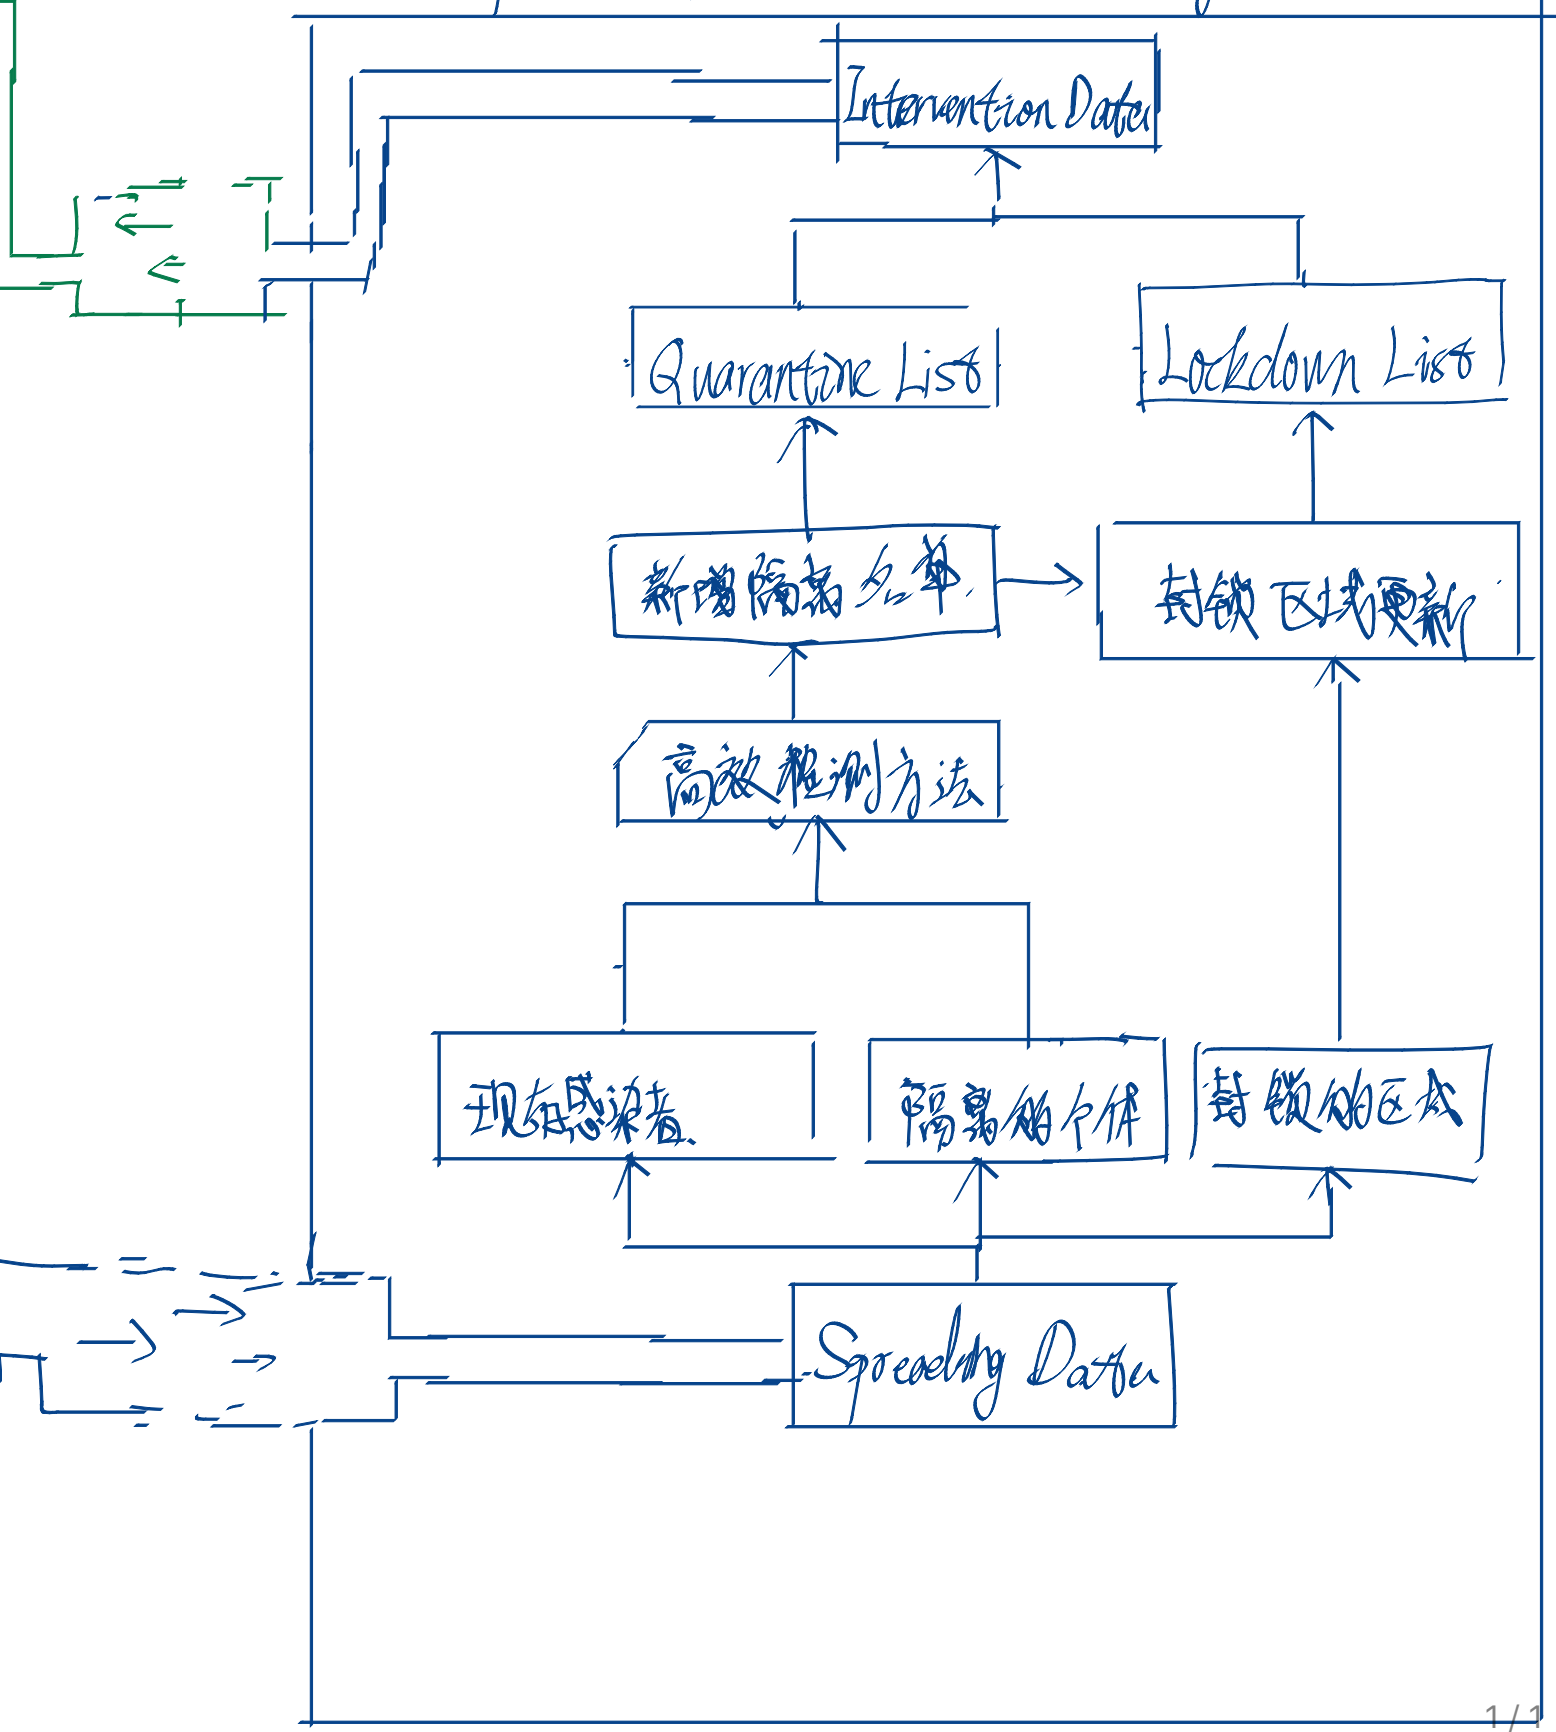 Intervention Data
Quarantine List
Lockdown List
新增隔离名单
封锁区域更新
高效检测方法
现存感染者
隔离的个体
封锁的区域
Spreading Data
1/1